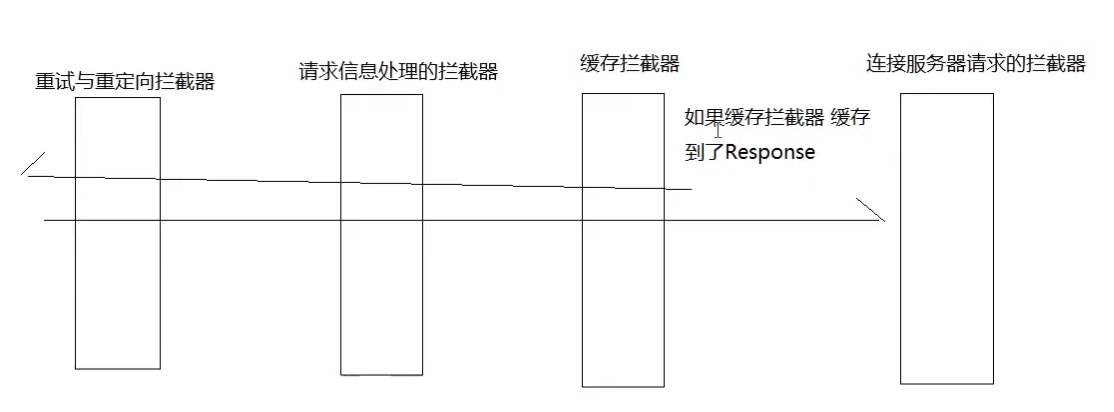 重试与重定向拦截器
请求信息处理的拦截器
缓存拦截器
连接服务器请求的拦截器
如果缓存拦截器 缓存
到了Response